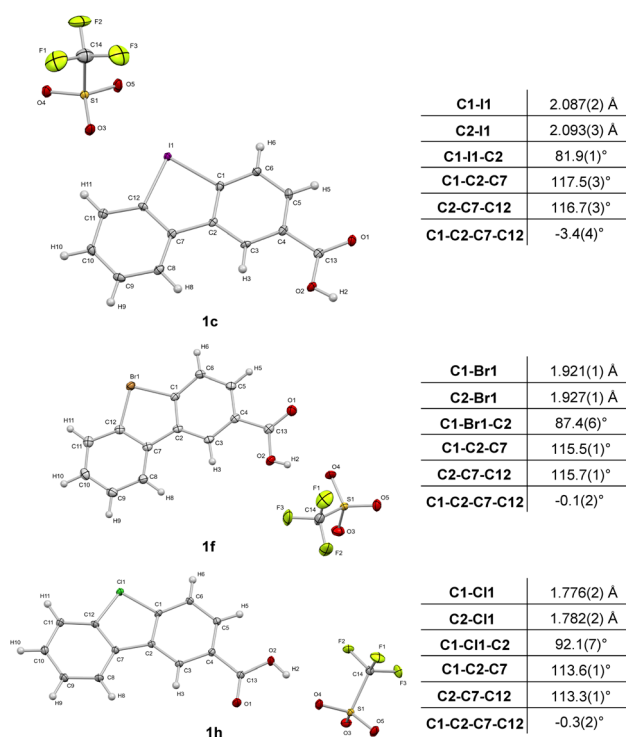 F2
F1
F3
C14
O4
O5
S1
O3
H6
I1
C1
C6
H11
H5
C12
C5
C11
C2
C4
C7
O1
H10
C3
C10
C13
C8
C9
O2
H2
H8
H3
H9
1c
C1-I1 2.087(2) Å
C2-I1 2.093(3) Å
C1-I1-C2 81.9(1)°
C1-C2-C7 117.5(3)°
C2-C7-C12 116.7(3)°
C1-C2-C7-C12 -3.4(4)°
H6
Br1
C6
H5
C1
C5
C12
H11
O1
C4
C2
C13
C11
C7
C3
O2
H2
H10
C8
H3
C10
C9
H8
H9
O4
F1
S1
O5
F3
C14
O3
F2
1f
C1-Br1 1.921(1) Å
C2-Br1 1.927(1) Å
C1-Br1-C2 87.4(6)°
C1-C2-C7 115.5(1)°
C2-C7-C12 115.7(1)°
C1-C2-C7-C12 -0.1(2)°
H6
Cl1
H11
C6
C1
H5
C12
C11
C5
C2
H10
C7
C4
O2
C10
C3
H2
C13
C9
C8
H3
H9
H8
O1
F2
F1
C14
F3
O4
S1
O3
O5
1h
C1-Cl1 1.776(2) Å
C2-Cl1 1.782(2) Å
C1-Cl1-C2 92.1(7)°
C1-C2-C7 113.6(1)°
C2-C7-C12 113.3(1)°
C1-C2-C7-C12 -0.3(2)°